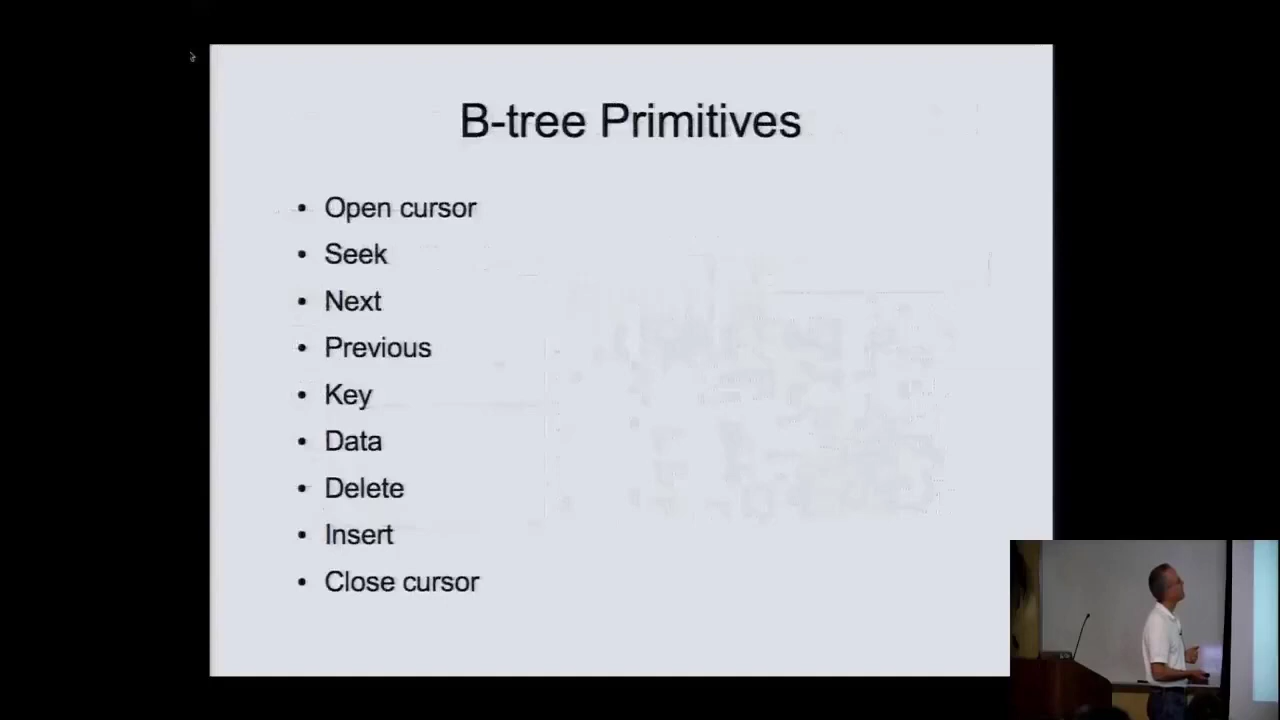 B-tree Primitives
• Open cursor
• Seek
• Next
• Previous
• Key
• Data
• Delete
• Insert
• Close cursor